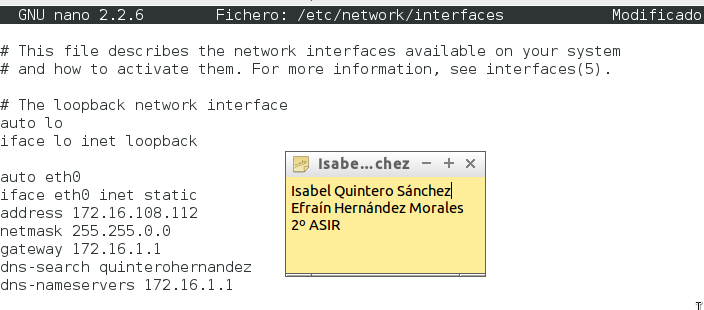 GNU nano 2.2.6 Fichero: /etc/network/interfaces Modificado
# This file describes the network interfaces available on your system
# and how to activate them. For more information, see interfaces(5).
# The loopback network interface
auto lo
iface lo inet loopback
auto eth0
iface eth0 inet static
address 172.16.108.112
netmask 255.255.0.0
gateway 172.16.1.1
dns-search quinterohernandez
dns-nameservers 172.16.1.1
Isabe...chez
Isabel Quintero Sánchez
Efraín Hernández Morales
2º ASIR